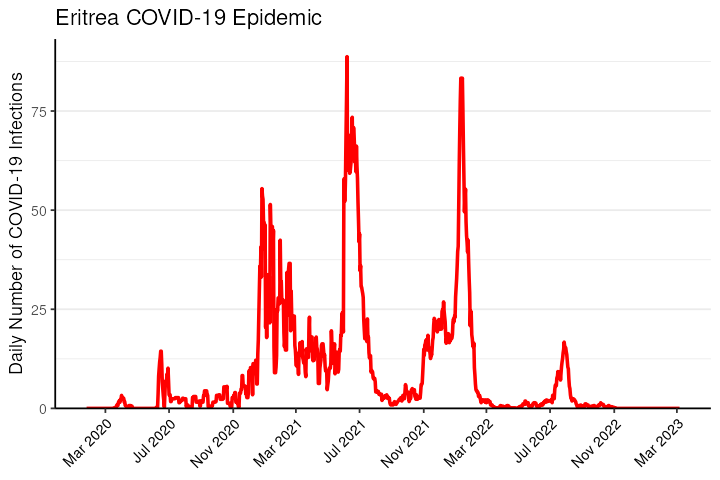 Eritrea COVID-19 Epidemic
Daily Number of COVID-19 Infections
75
50
25
0
Mar 2020
Jul 2020
Nov 2020
Mar 2021
Jul 2021
Nov 2021
Mar 2022
Jul 2022
Nov 2022
Mar 2023